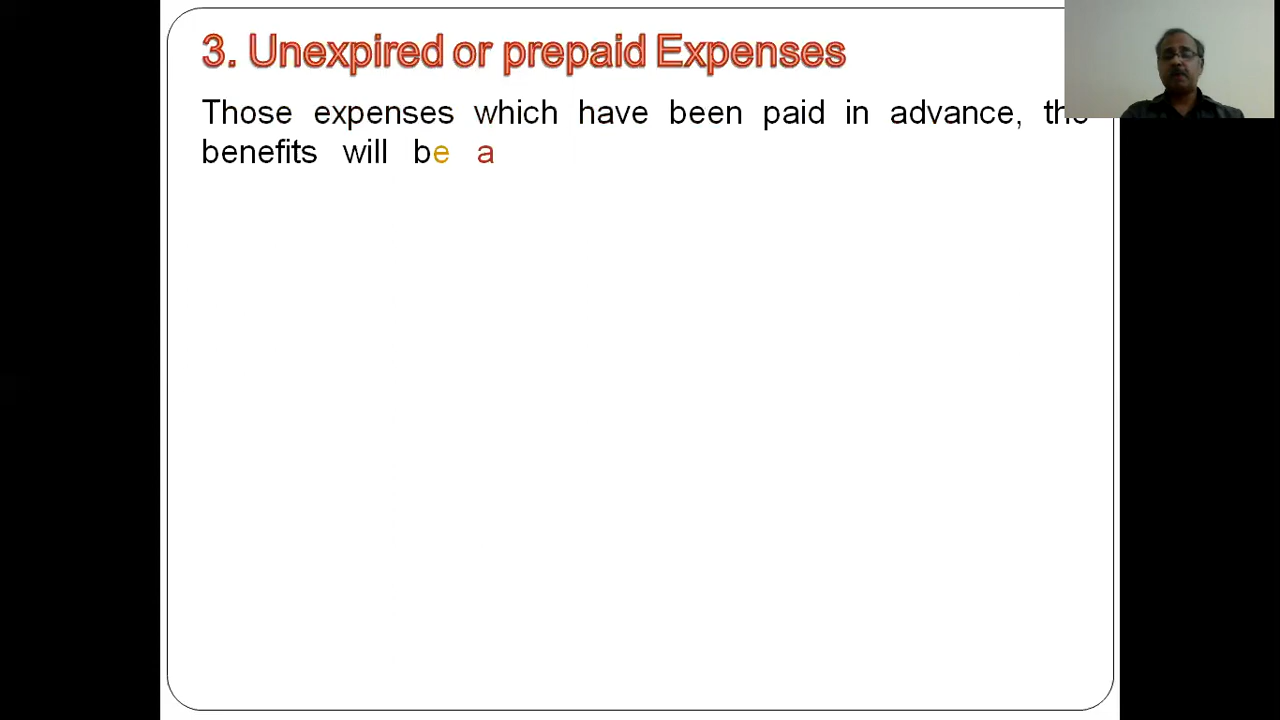 3. Unexpired or prepaid Expenses
Those expenses which have been paid in advance, the
benefits will be a